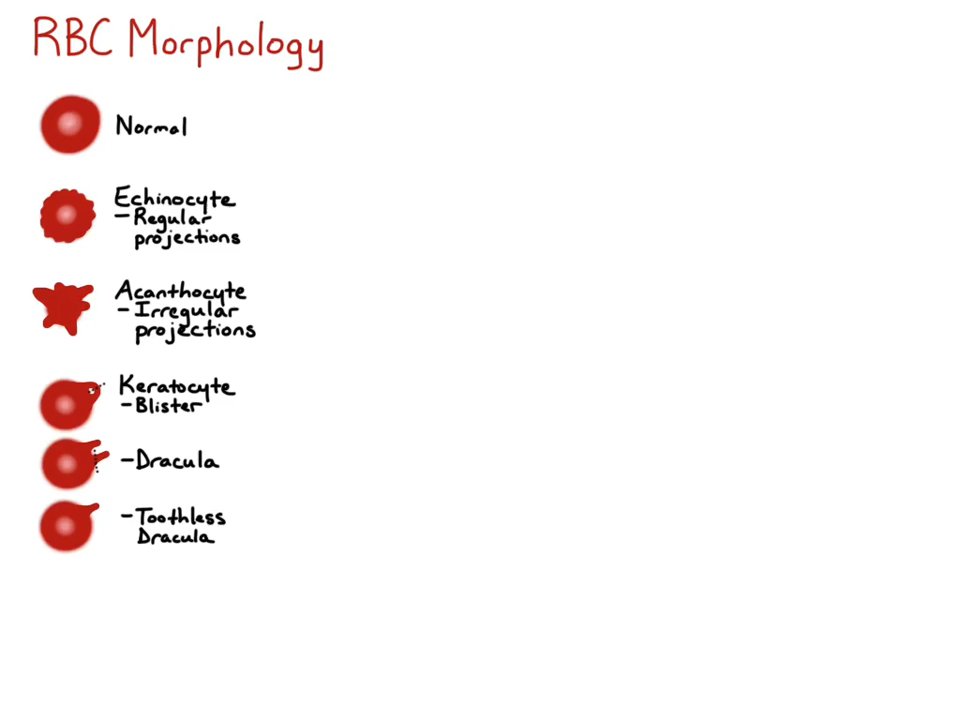 RBC Morphology
Normal
Echinocyte
- Regular
projections
Acanthocyte
- Irregular
projections
Keratocyte
- Blister
- Dracula
- Toothless
Dracula